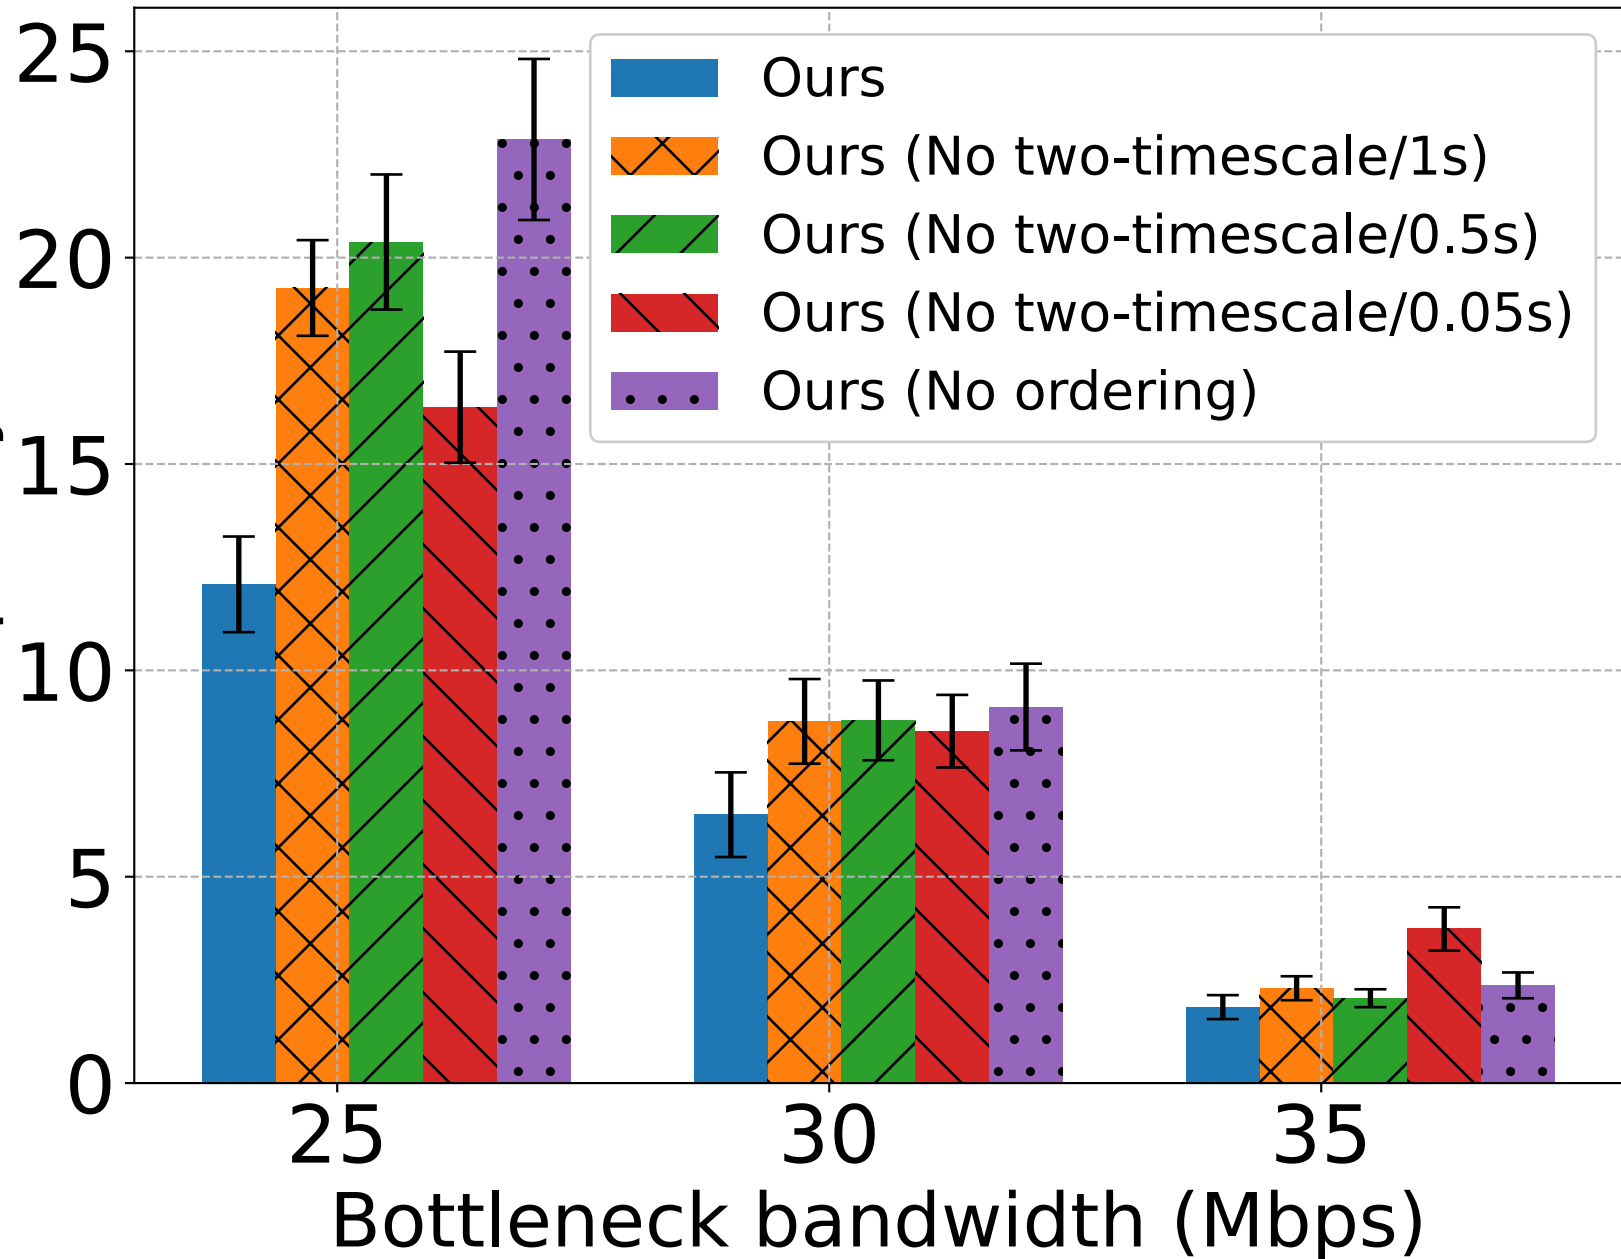 25
20
15
10
5
0
Ours
Ours (No two-timescale/1s)
Ours (No two-timescale/0.5s)
Ours (No two-timescale/0.05s)
Ours (No ordering)
25 30 35
Bottleneck bandwidth (Mbps)